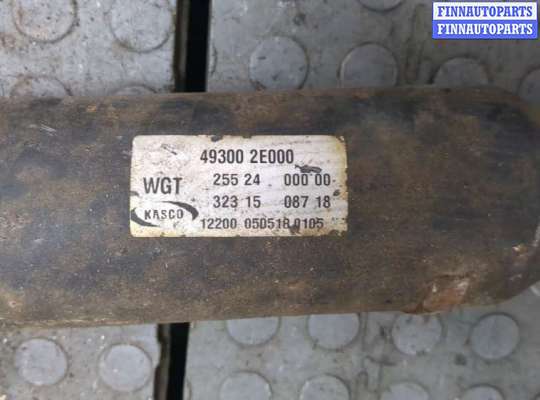 FINNAUTOPARTS
FINNAUTOPARTS
49300 2E000
WGT 255 24 000 00
KASCO 323 15 087 18
12200 050518 0105